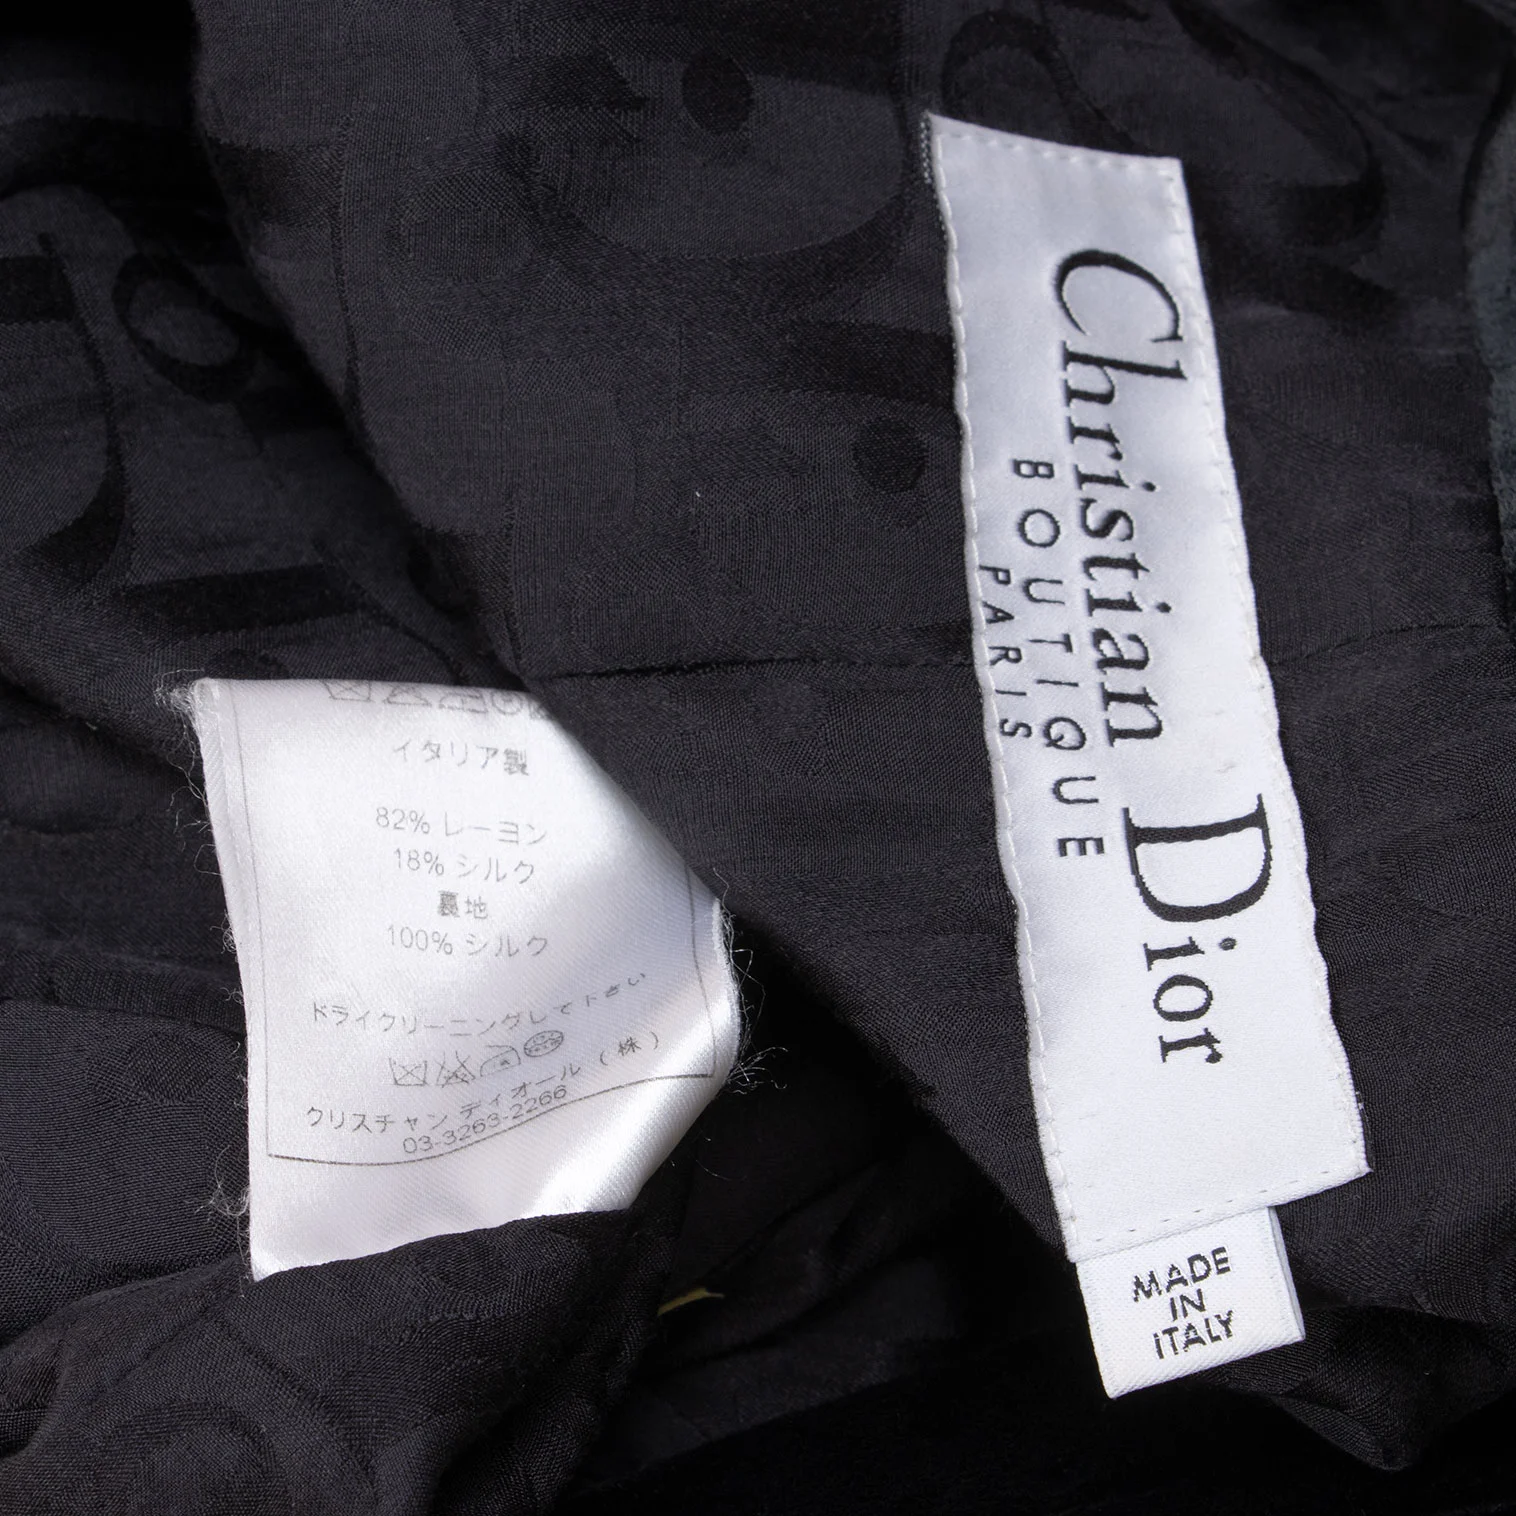 Christian Dior
BOUTIQUE
PARIS
MADE
IN
ITALY
イタリア製
82% レーヨン
18% シルク
裏地
100% シルク
ドライクリーニングして下さい
クリスチャン ディオール (株)
03-3263-2266